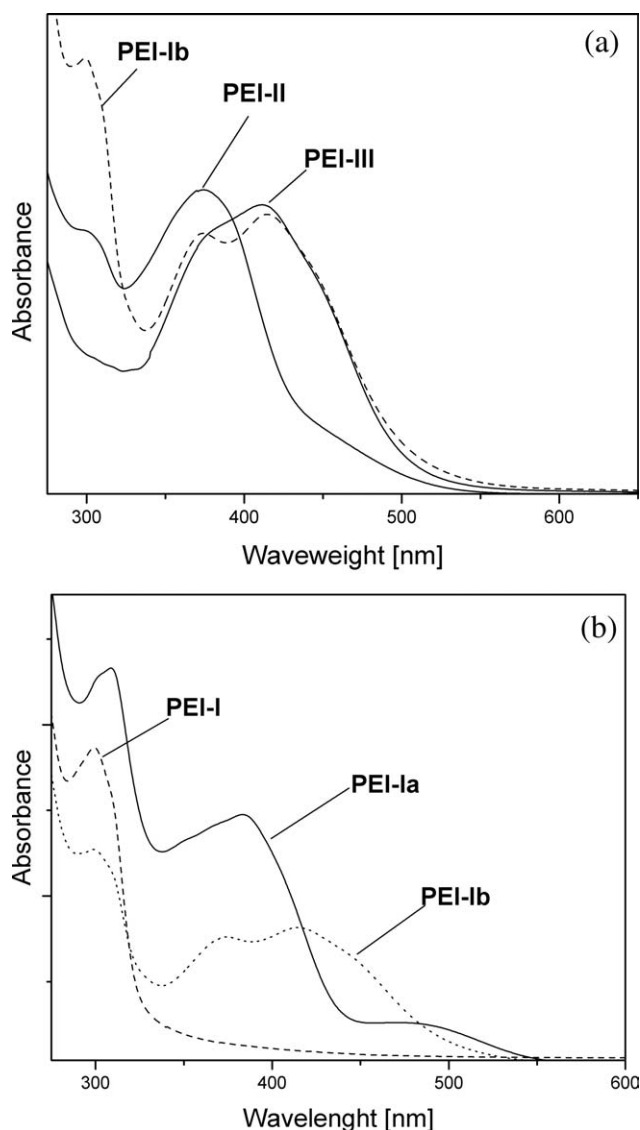 (a)
PEI-Ib
PEI-II
PEI-III
Absorbance
300
400
500
600
Waveweight [nm]
(b)
PEI-I
PEI-Ia
PEI-Ib
Absorbance
300
400
500
600
Wavelenght [nm]